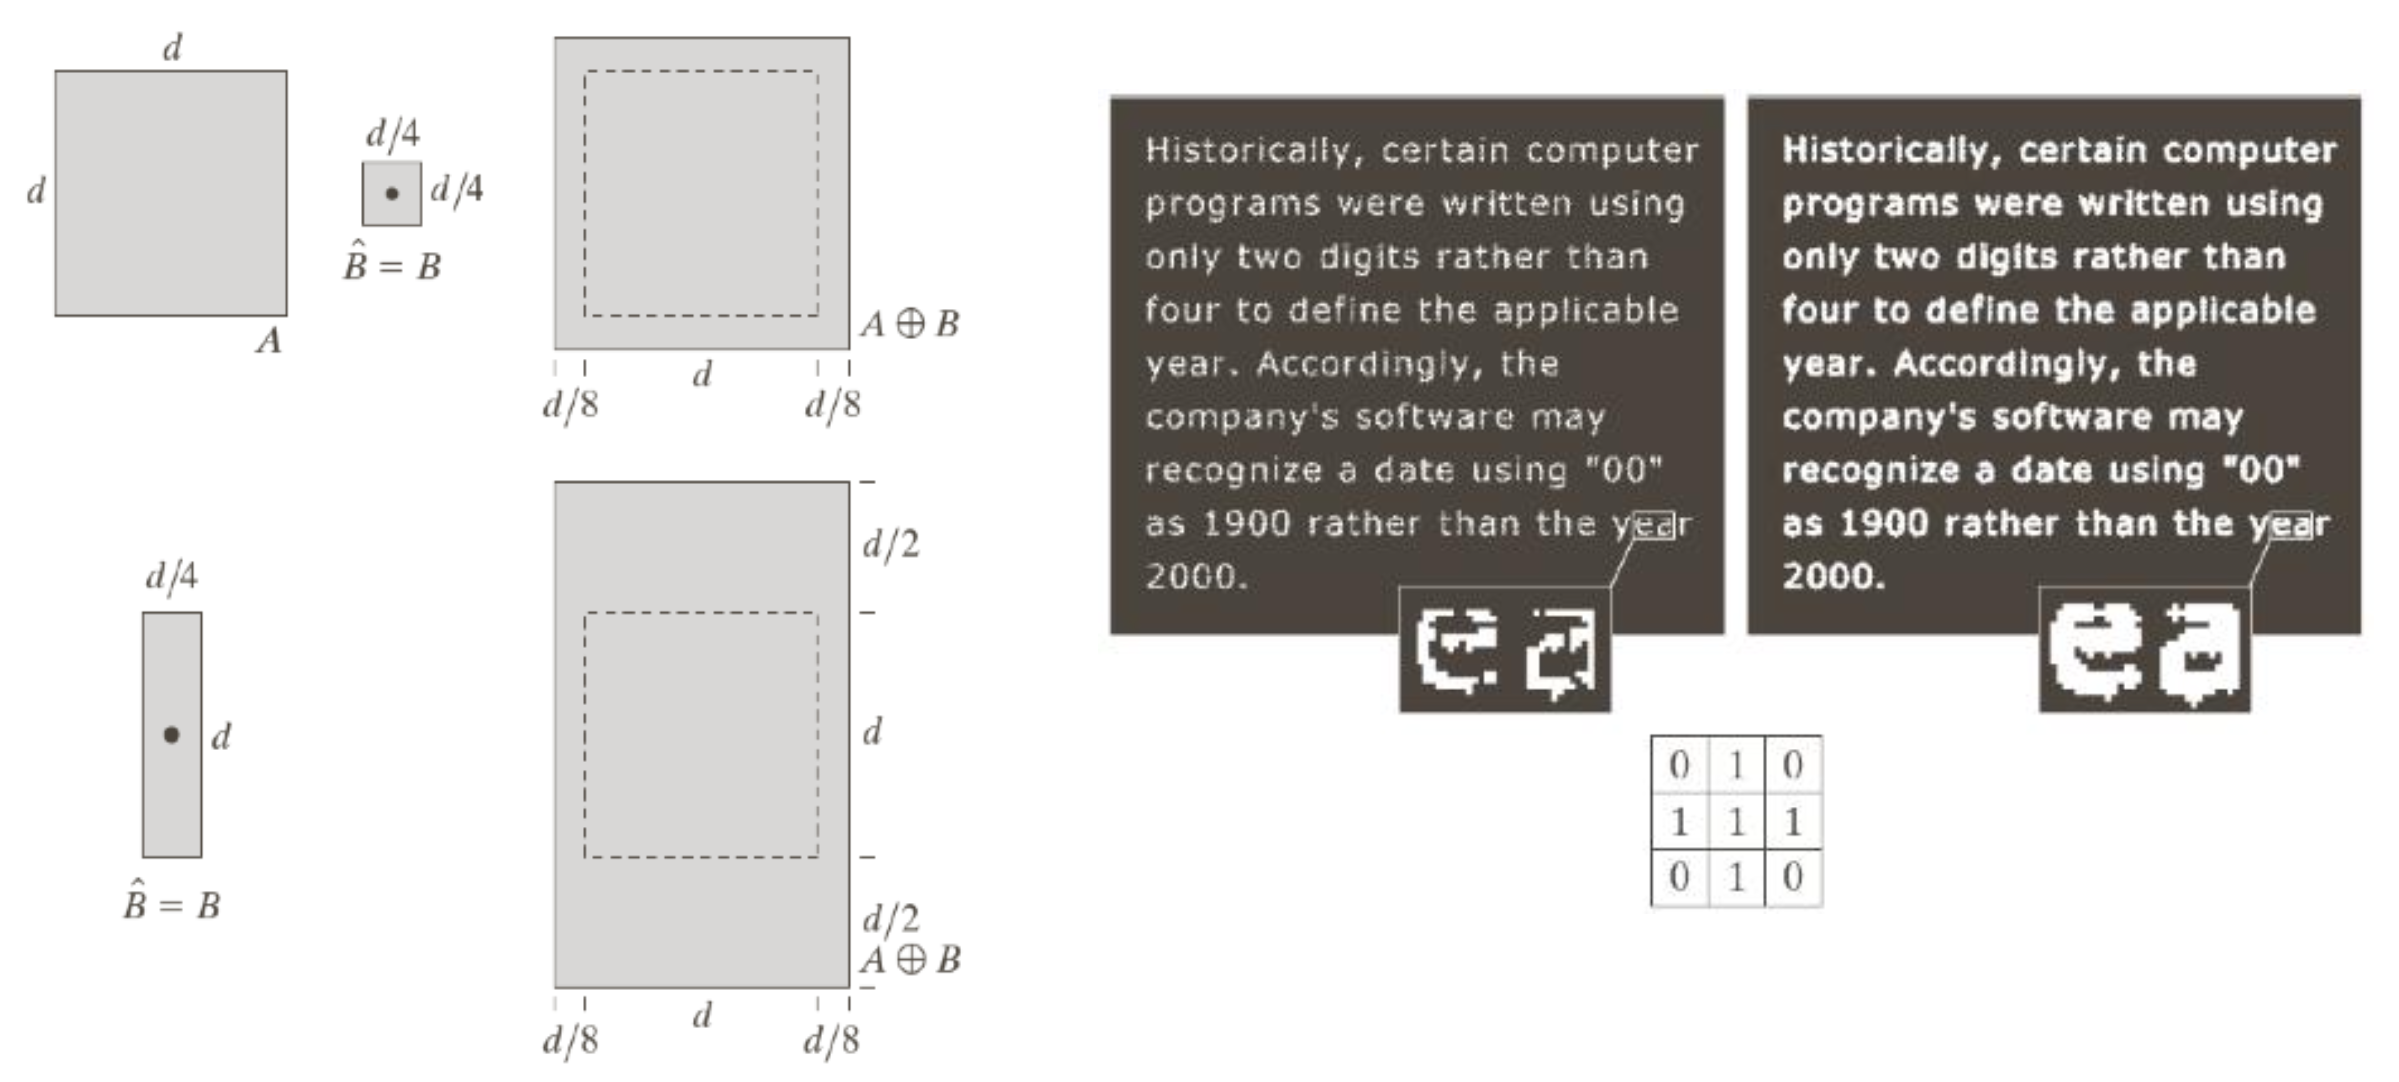 d
d
A
d/4
d/4
B̂ = B
A ⊕ B
d/8
d
d/8
d/4
d
B̂ = B
d/2
d
d/2
A ⊕ B
d/8
d
d/8
Historically, certain computer
programs were written using
only two digits rather than
four to define the applicable
year. Accordingly, the
company's software may
recognize a date using "00"
as 1900 rather than the year
2000.
e a
Historically, certain computer
programs were written using
only two digits rather than
four to define the applicable
year. Accordingly, the
company's software may
recognize a date using "00"
as 1900 rather than the year
2000.
e a
0 1 0
1 1 1
0 1 0